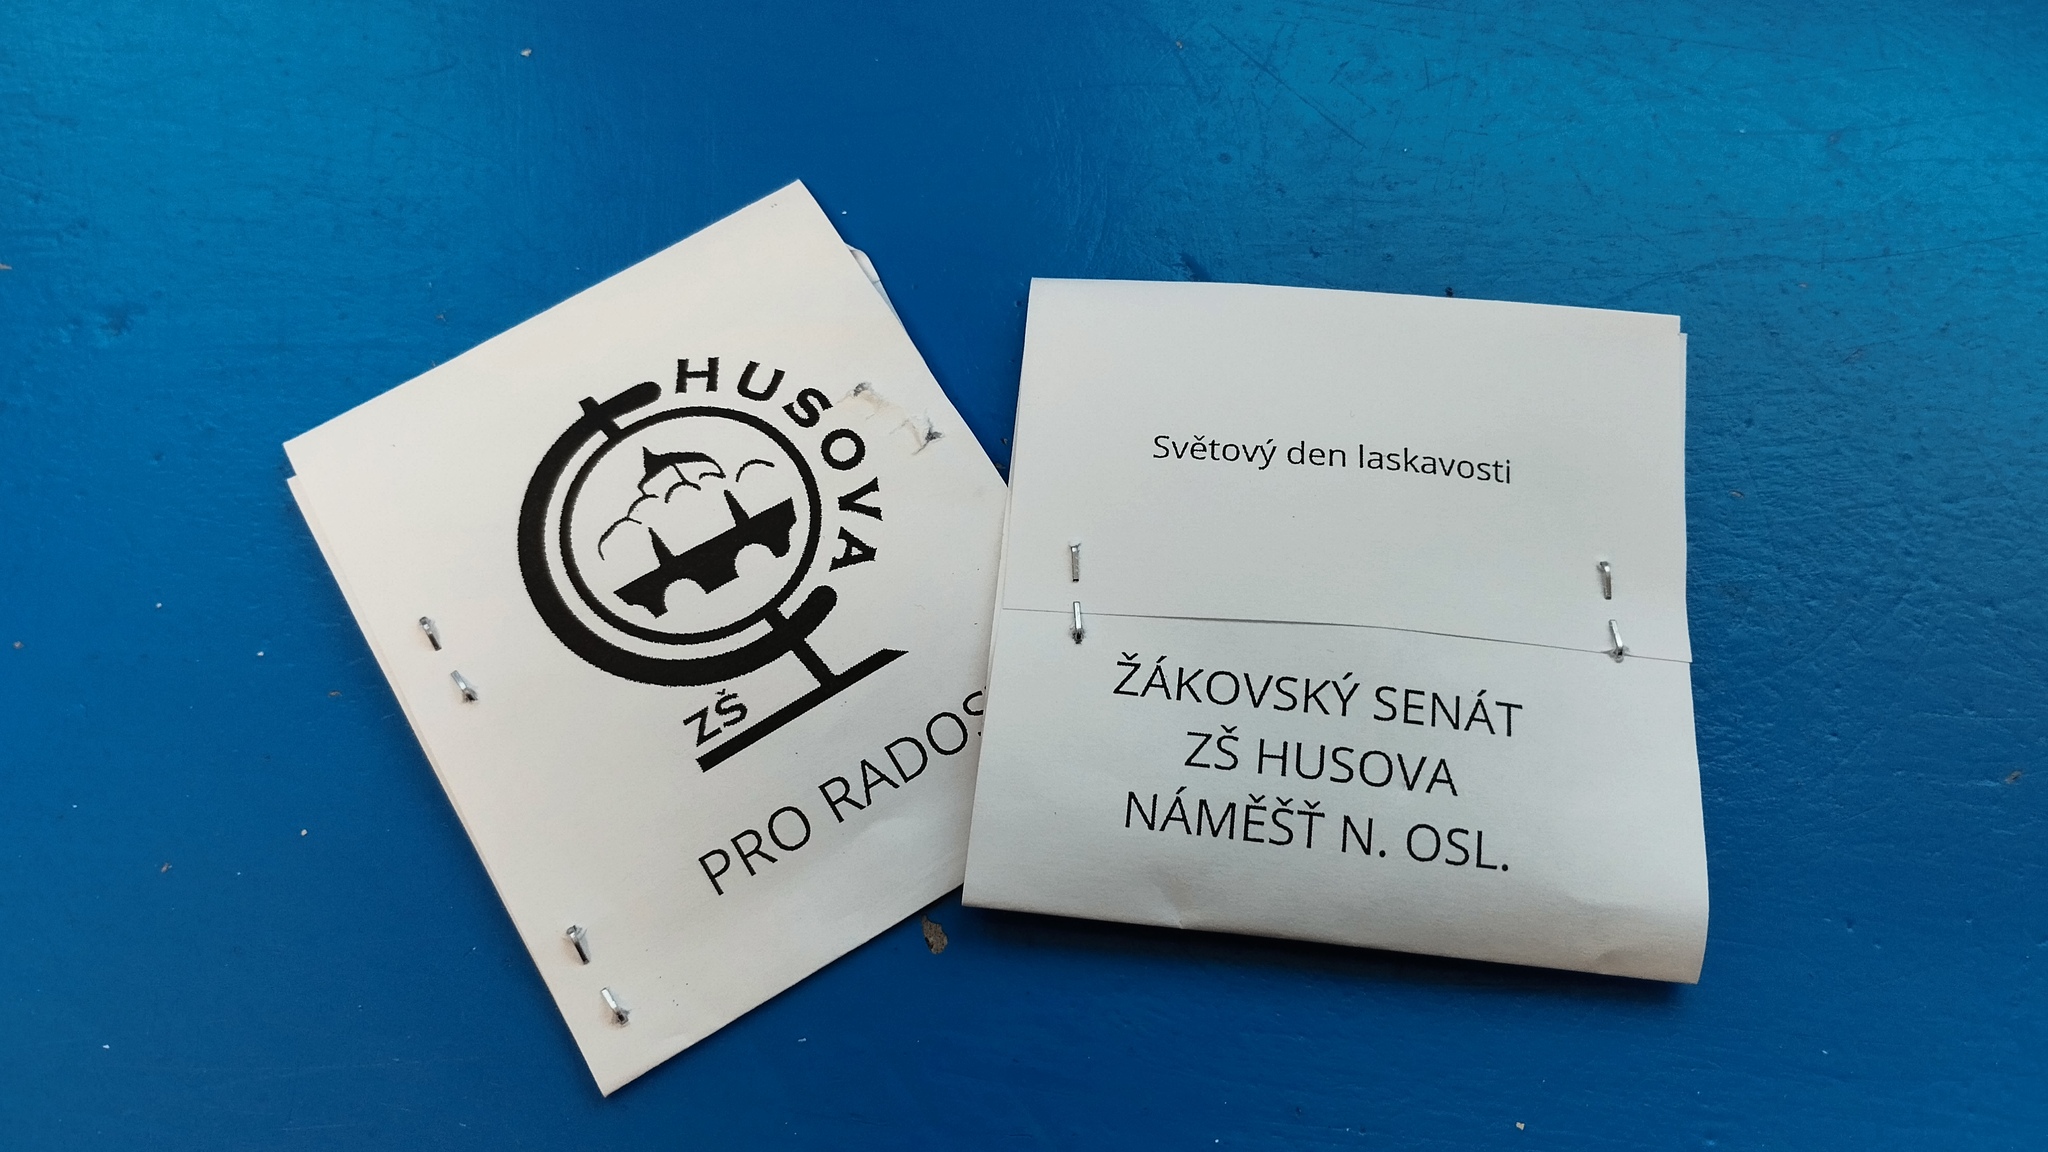 HUSOVA
ZŠ
PRO RADOS
Světový den laskavosti
ŽÁKOVSKÝ SENÁT
ZŠ HUSOVA
NÁMĚŠŤ N. OSL.